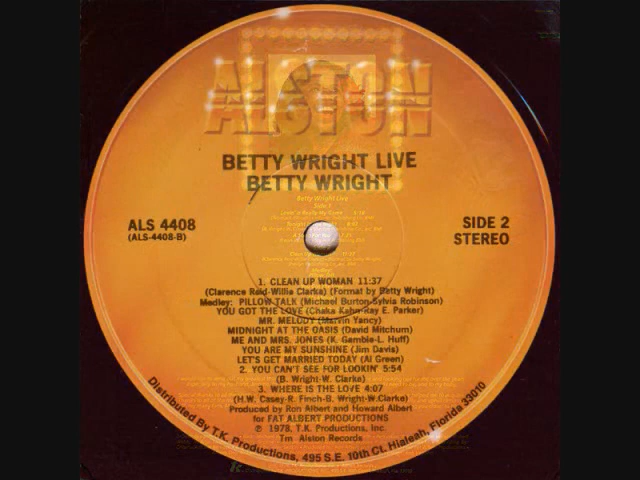 ALSTON
BETTY WRIGHT LIVE
BETTY WRIGHT
ALS 4408
(ALS-4408-B)
SIDE 2
STEREO
Betty Wright Live
Side 1
1. CLEAN UP WOMAN 11:37
(Clarence Reid-Willie Clarke) (Format by Betty Wright)
Medley: PILLOW TALK (Michael Burton-Sylvia Robinson)
YOU GOT THE LOVE (Chaka Kahn-Ray E. Parker)
MR. MELODY (Marvin Yancy)
MIDNIGHT AT THE OASIS (David Mitchum)
ME AND MRS. JONES (K. Gamble-L. Huff)
YOU ARE MY SUNSHINE (Jim Davis)
LET'S GET MARRIED TODAY (Al Green)
2. YOU CAN'T SEE FOR LOOKIN' 5:54
(B. Wright-W. Clarke)
3. WHERE IS THE LOVE 4:07
(H.W. Casey-R. Finch-B. Wright-W.Clarke)
Produced by Ron Albert and Howard Albert
for FAT ALBERT PRODUCTIONS
℗ 1978, T.K. Productions, Inc.
Tm Alston Records
Distributed By T.K. Productions, 495 S.E. 10th Ct. Hialeah, Florida 33010